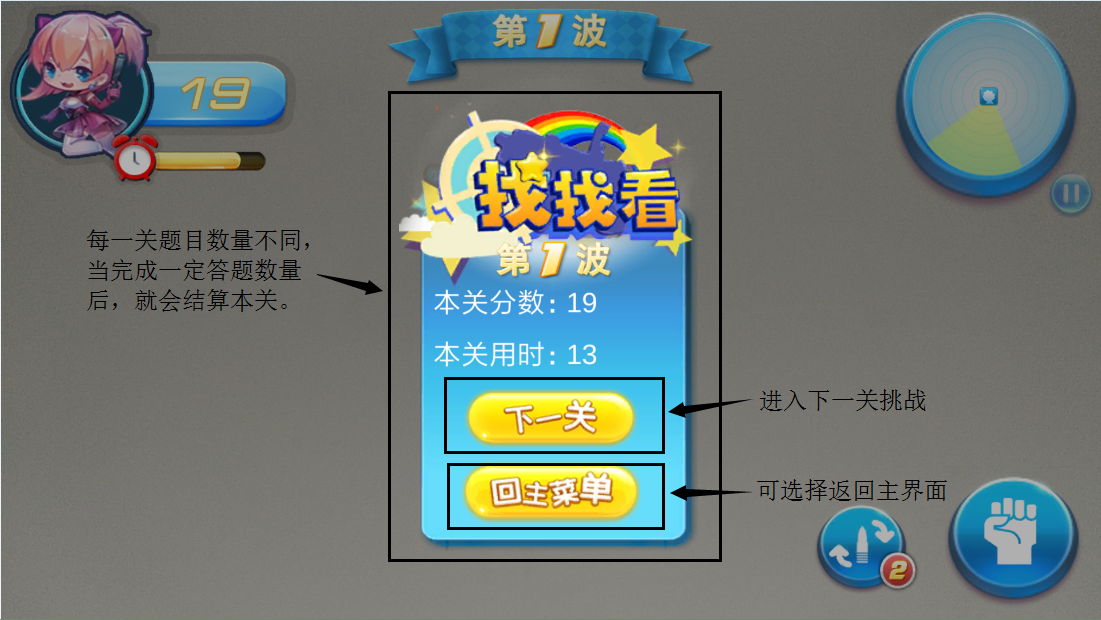 第1波
19
找找看
第1波
每一关题目数量不同，
当完成一定答题数量
后，就会结算本关。
本关分数：19
本关用时：13
下一关
进入下一关挑战
回主菜单
可选择返回主界面
2